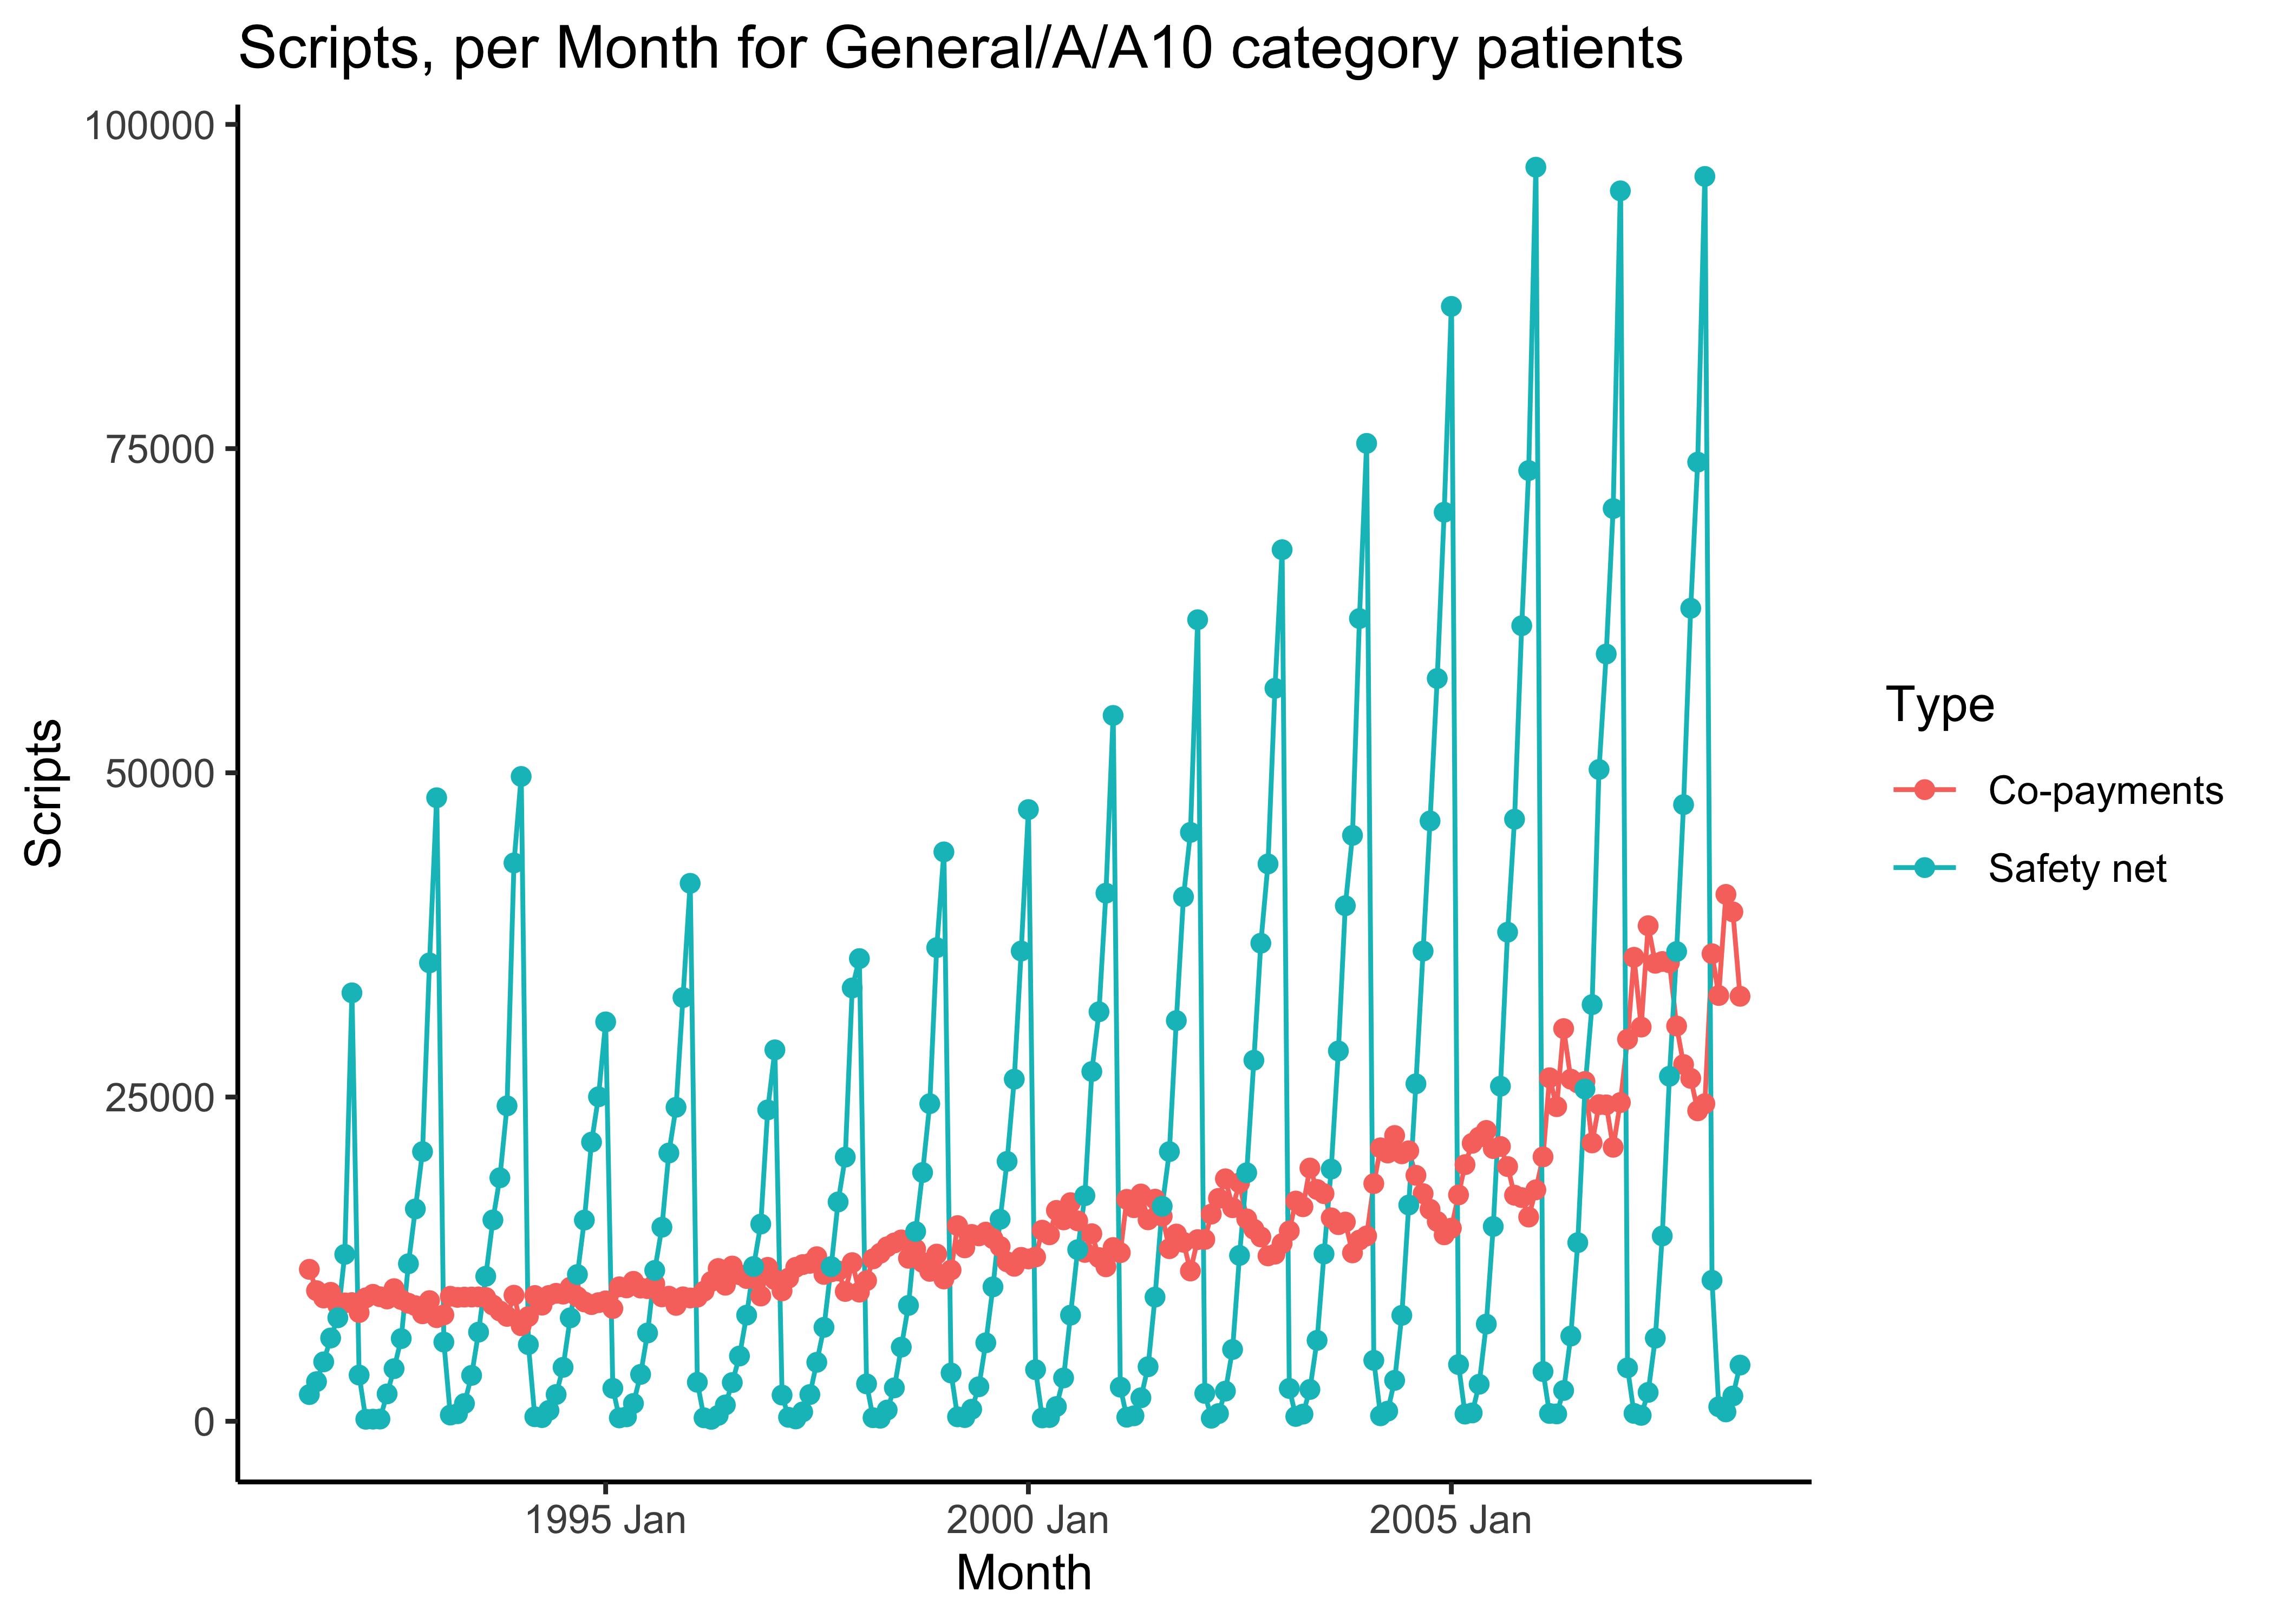 Scripts, per Month for General/A/A10 category patients
100000
75000
50000
25000
0
Scripts
1995 Jan
2000 Jan
2005 Jan
Month
Type
Co-payments
Safety net